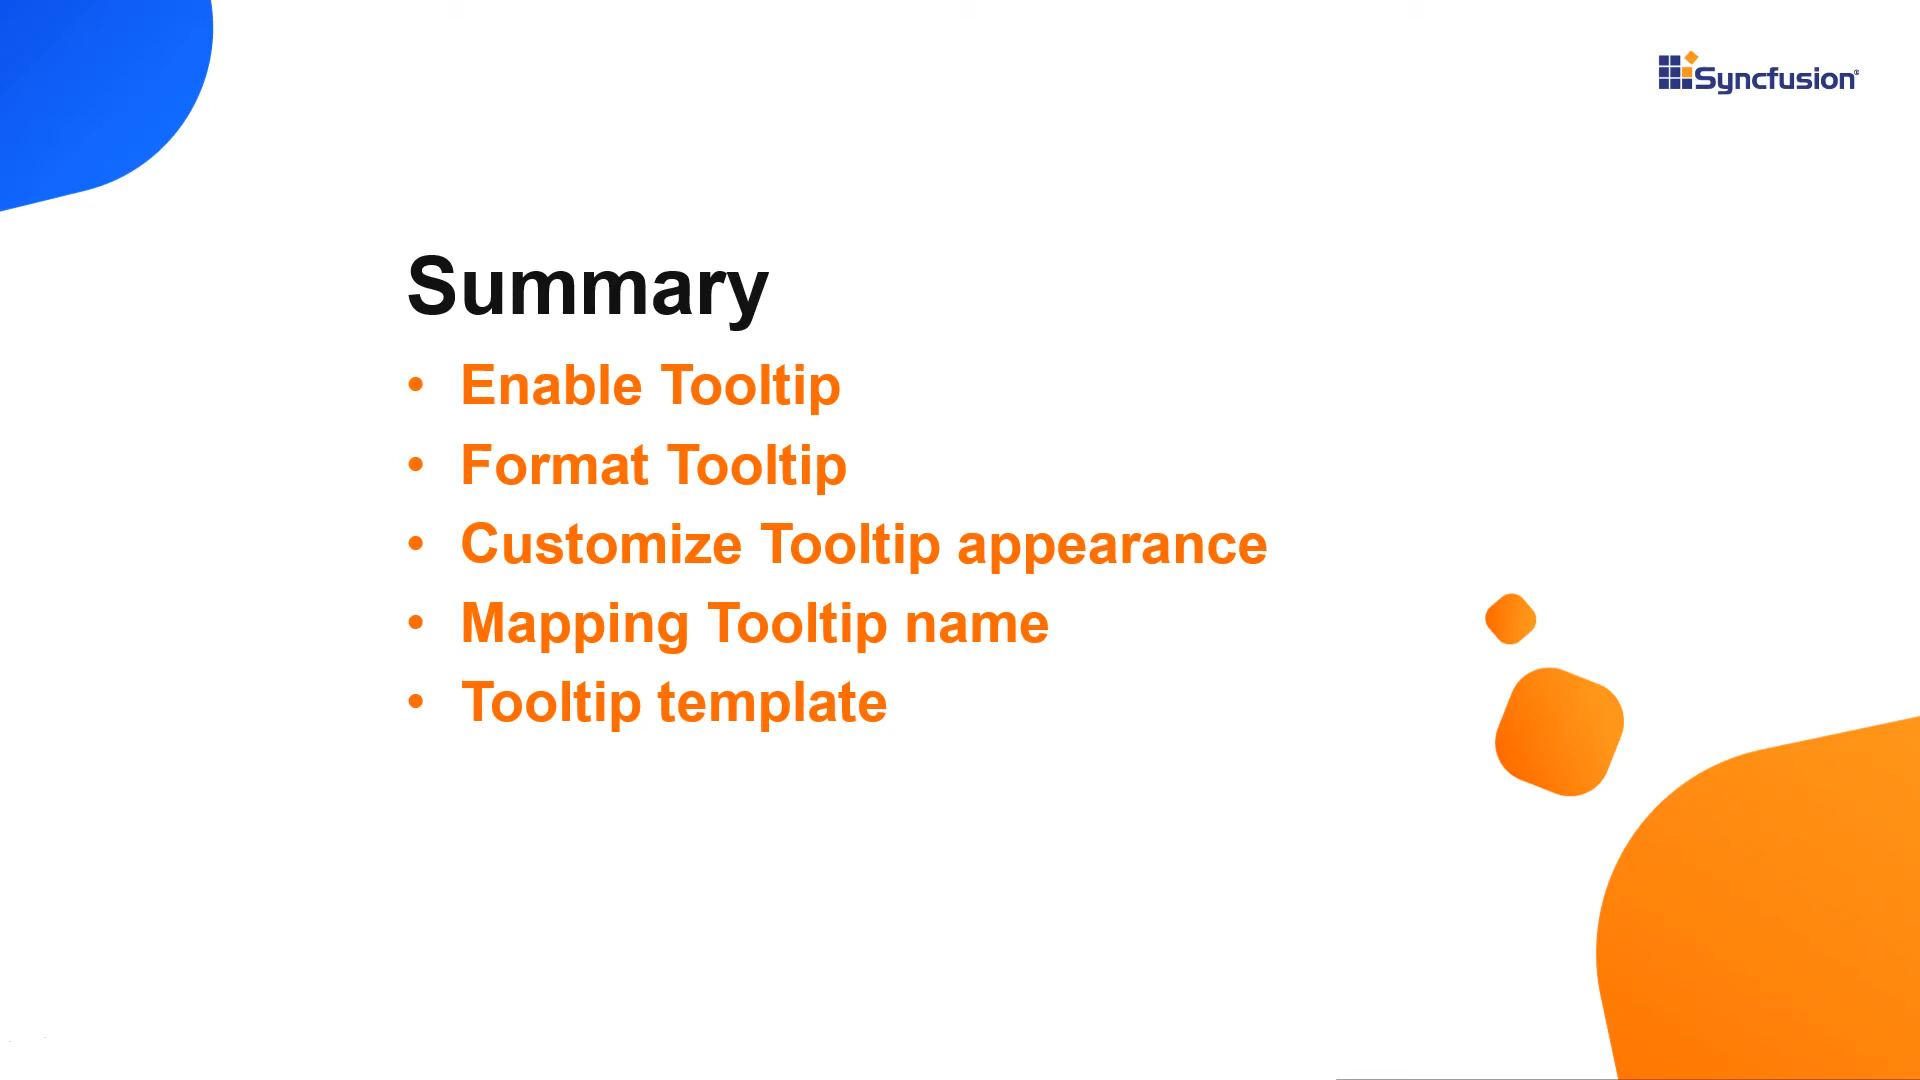 Syncfusion®
Summary
• Enable Tooltip
• Format Tooltip
• Customize Tooltip appearance
• Mapping Tooltip name
• Tooltip template